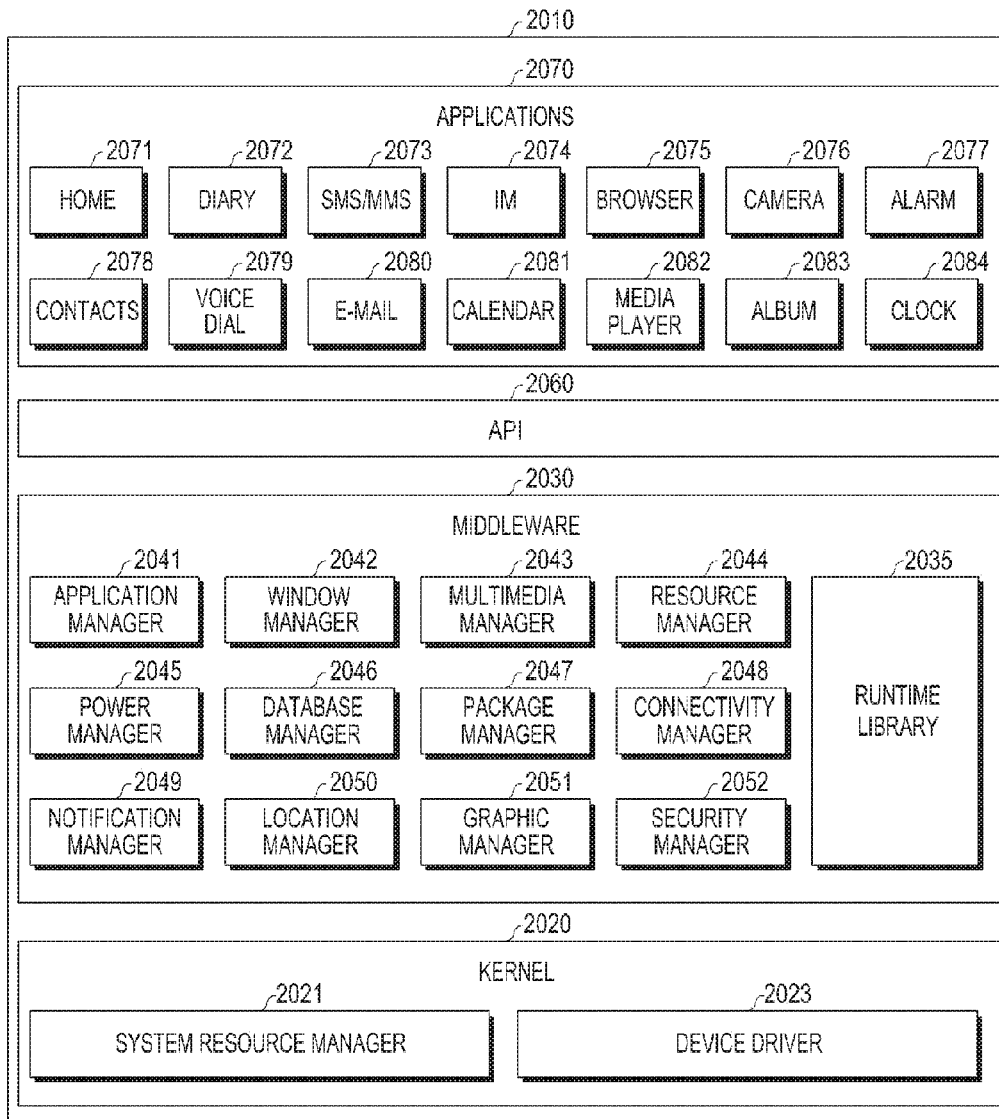 2010
2070
APPLICATIONS
2071 2072 2073 2074 2075 2076 2077
HOME DIARY SMS/MMS IM BROWSER CAMERA ALARM
2078 2079 2080 2081 2082 2083 2084
CONTACTS VOICE DIAL E-MAIL CALENDAR MEDIA PLAYER ALBUM CLOCK
2060
API
2030
MIDDLEWARE
2041 2042 2043 2044 2035
APPLICATION MANAGER WINDOW MANAGER MULTIMEDIA MANAGER RESOURCE MANAGER
2045 2046 2047 2048
POWER MANAGER DATABASE MANAGER PACKAGE MANAGER CONNECTIVITY MANAGER RUNTIME LIBRARY
2049 2050 2051 2052
NOTIFICATION MANAGER LOCATION MANAGER GRAPHIC MANAGER SECURITY MANAGER
2020
KERNEL
2021 2023
SYSTEM RESOURCE MANAGER DEVICE DRIVER